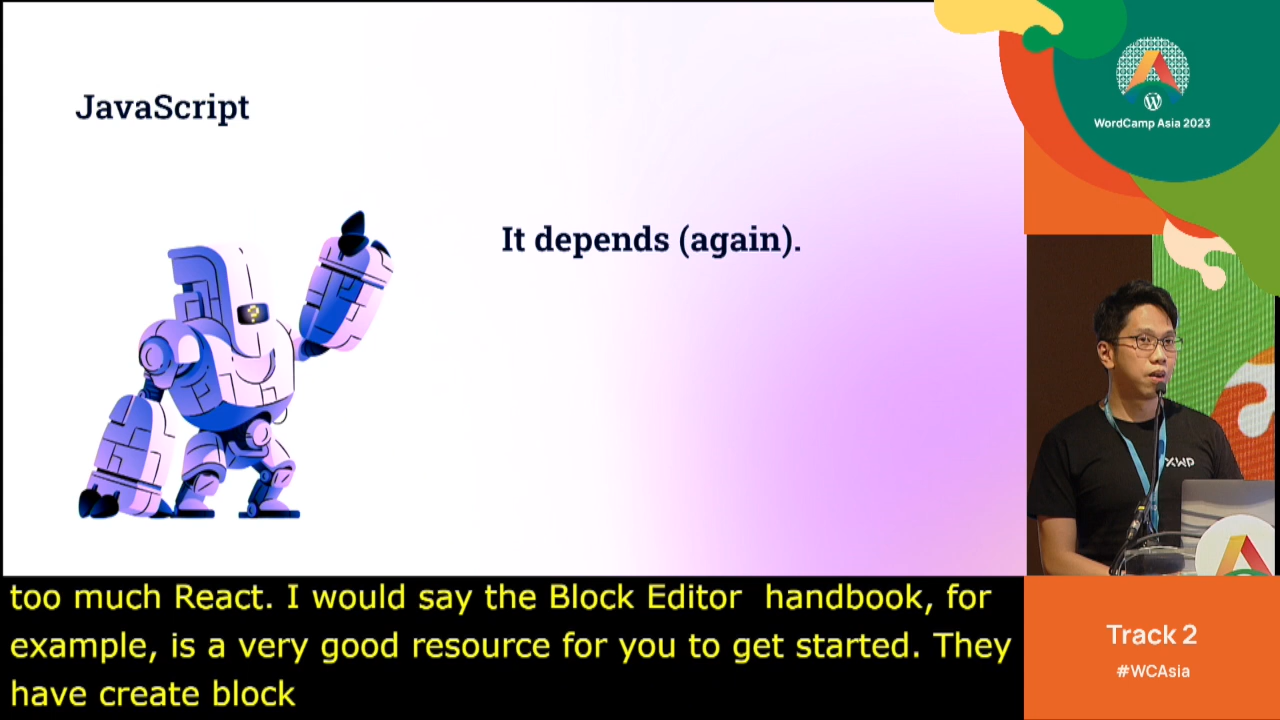 JavaScript
It depends (again).
?
WordCamp Asia 2023
XWP
too much React. I would say the Block Editor handbook, for
example, is a very good resource for you to get started. They
have create block
Track 2
#WCAsia